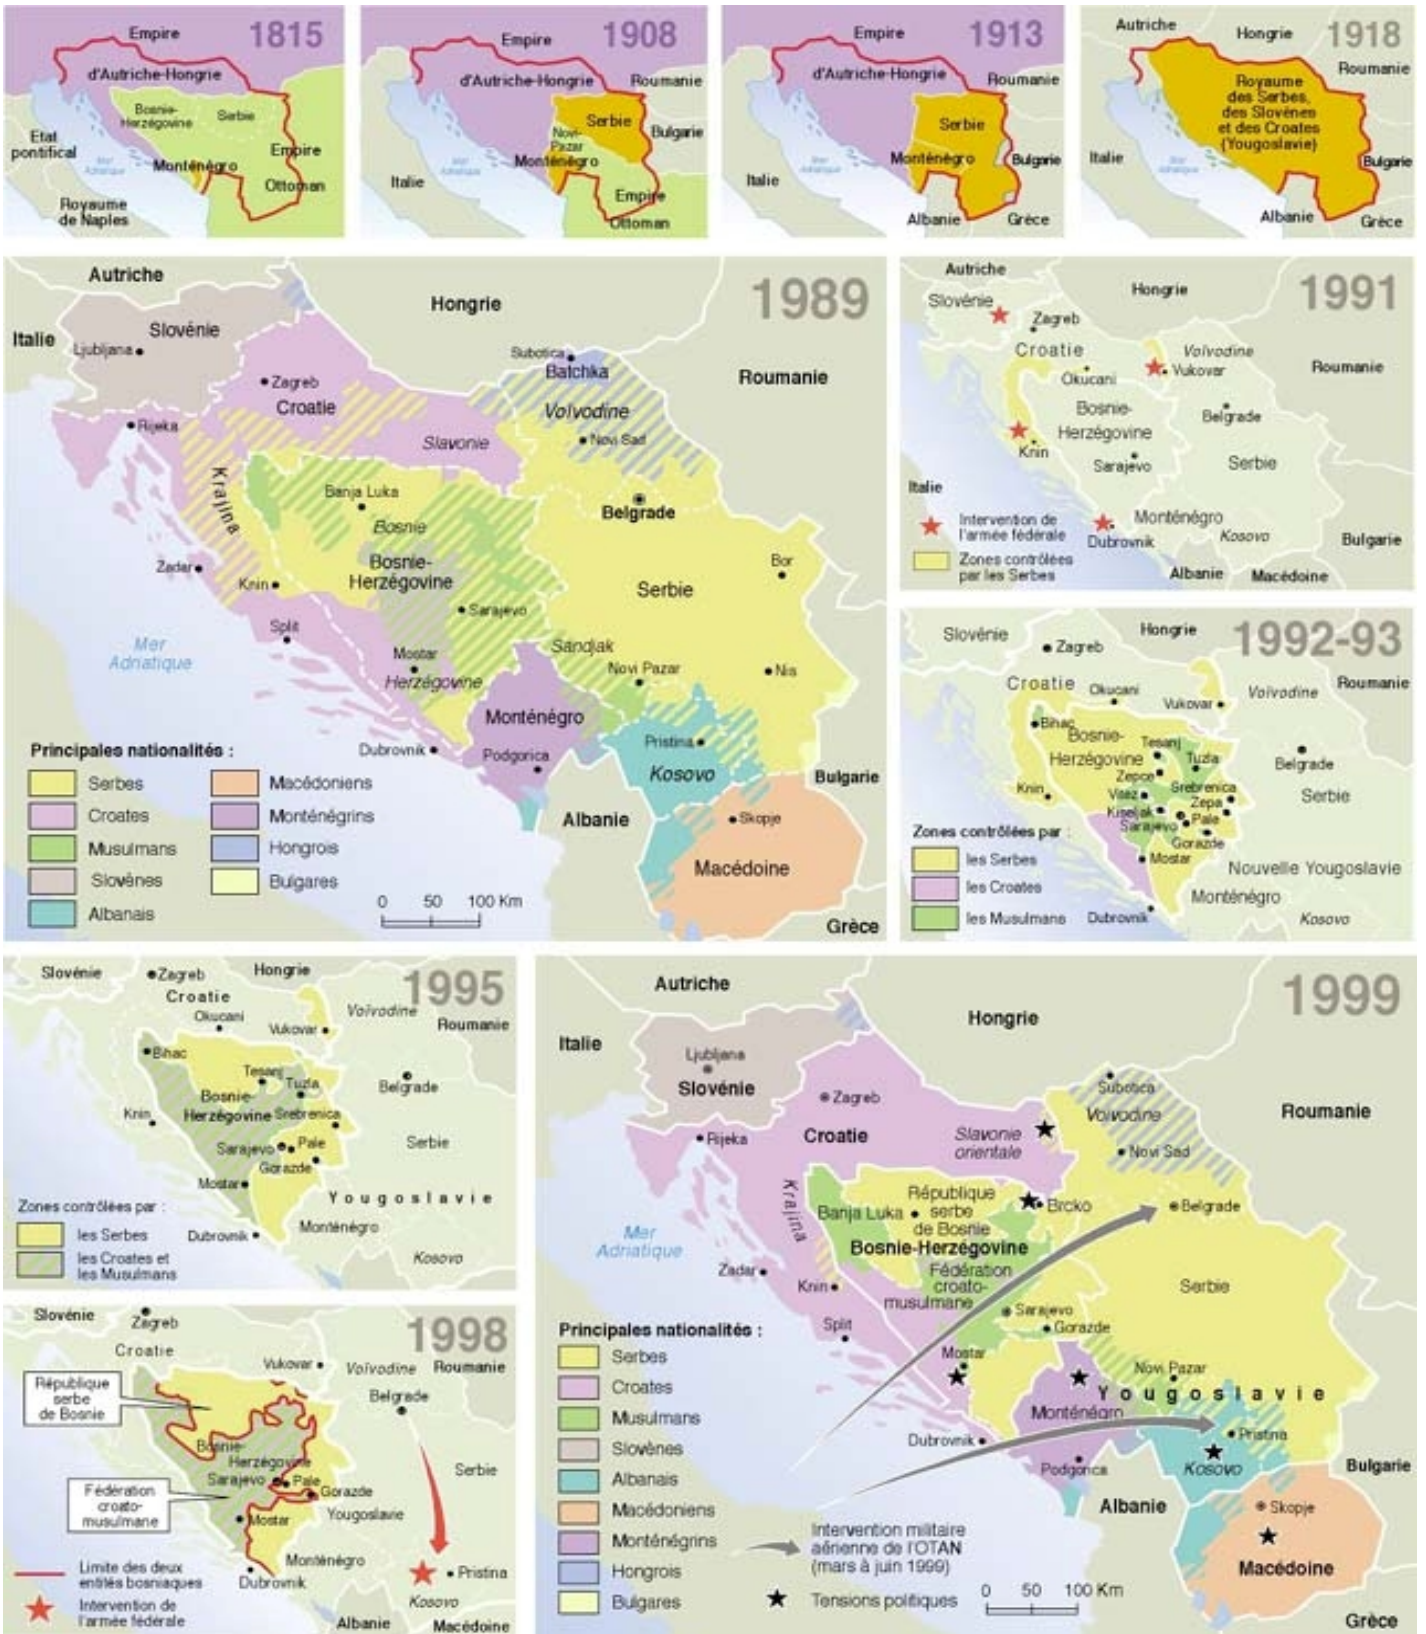 1815
Empire
d'Autriche-Hongrie
Bosnie-
Herzégovine
Serbie
Etat
pontifical
Mer
Adriatique
Monténégro
Empire
Ottoman
Royaume
de Naples
1908
Empire
d'Autriche-Hongrie
Roumanie
Serbie
Novi-
Pazar
Bulgarie
Mer
Adriatique
Monténégro
Italie
Empire
Ottoman
1913
Empire
d'Autriche-Hongrie
Roumanie
Serbie
Mer
Adriatique
Monténégro
Bulgarie
Italie
Albanie
Grèce
1918
Autriche
Hongrie
Roumanie
Royaume
des Serbes,
des Slovènes
et des Croates
(Yougoslavie)
Italie
Mer
Adriatique
Bulgarie
Albanie
Grèce
1989
Autriche
Hongrie
Italie
Slovénie
Ljubljana
Subotica
Batchka
Roumanie
Zagreb
Croatie
Voïvodine
Rijeka
Slavonie
Novi Sad
Krajina
Banja Luka
Belgrade
Bosnie
Bosnie-
Herzégovine
Zadar
Knin
Bor
Serbie
Sarajevo
Split
Mer
Adriatique
Sandjak
Mostar
Novi Pazar
Nis
Herzégovine
Monténégro
Dubrovnik
Podgorica
Pristina
Kosovo
Bulgarie
Albanie
Skopje
Macédoine
Grèce
Principales nationalités :
Serbes
Croates
Musulmans
Slovènes
Albanais
Macédoniens
Monténégrins
Hongrois
Bulgares
0 50 100 Km
1991
Autriche
Slovénie
Hongrie
Zagreb
Croatie
Voïvodine
Vukovar
Roumanie
Okucani
Bosnie-
Herzégovine
Belgrade
Knin
Sarajevo
Serbie
Italie
Monténégro
Dubrovnik
Kosovo
Bulgarie
Albanie
Macédoine
Intervention de
l'armée fédérale
Zones contrôlées
par les Serbes
1992-93
Slovénie
Zagreb
Hongrie
Croatie
Okucani
Vukovar
Voïvodine
Roumanie
Bihac
Bosnie-
Herzégovine
Tesanj
Tuzla
Belgrade
Zepce
Knin
Vitez
Srebrenica
Zepa
Serbie
Kiseljak
Sarajevo
Pale
Gorazde
Mostar
Nouvelle Yougoslavie
Monténégro
Dubrovnik
Kosovo
Zones contrôlées par :
les Serbes
les Croates
les Musulmans
1995
Slovénie
Zagreb
Hongrie
Croatie
Okucani
Vukovar
Voïvodine
Roumanie
Bihac
Tesanj
Tuzla
Belgrade
Bosnie-
Herzégovine
Srebrenica
Knin
Sarajevo
Pale
Serbie
Gorazde
Mostar
Yougoslavie
Monténégro
Dubrovnik
Kosovo
Zones contrôlées par :
les Serbes
les Croates et
les Musulmans
1998
Slovénie
Zagreb
Croatie
Vukovar
Voïvodine
Roumanie
République
serbe
de Bosnie
Belgrade
Bosnie-
Herzégovine
Serbie
Sarajevo
Pale
Gorazde
Fédération
croato-
musulmane
Mostar
Yougoslavie
Monténégro
Dubrovnik
Pristina
Kosovo
Albanie
Macédoine
Limite des deux
entités bosniaques
Intervention de
l'armée fédérale
1999
Autriche
Hongrie
Italie
Ljubljana
Slovénie
Subotica
Zagreb
Voïvodine
Roumanie
Rijeka
Croatie
Slavonie
orientale
Novi Sad
Krajina
Banja Luka
République
serbe
de Bosnie
Brcko
Belgrade
Mer
Adriatique
Bosnie-Herzégovine
Zadar
Knin
Fédération
croato-
musulmane
Serbie
Sarajevo
Split
Gorazde
Mostar
Novi Pazar
Yougoslavie
Monténégro
Dubrovnik
Pristina
Podgorica
Kosovo
Bulgarie
Albanie
Skopje
Macédoine
Grèce
Principales nationalités :
Serbes
Croates
Musulmans
Slovènes
Albanais
Macédoniens
Monténégrins
Hongrois
Bulgares
Intervention militaire
aérienne de l'OTAN
(mars à juin 1999)
Tensions politiques
0 50 100 Km